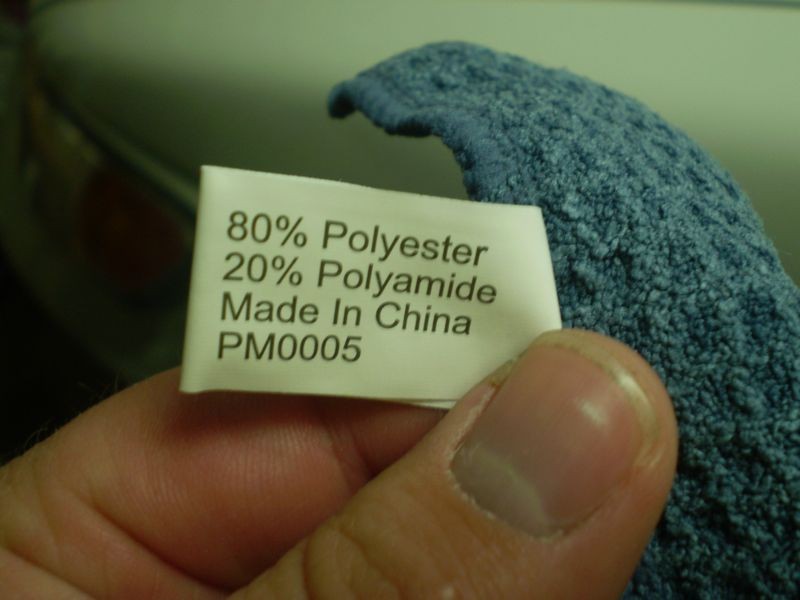 80% Polyester
20% Polyamide
Made In China
PM0005